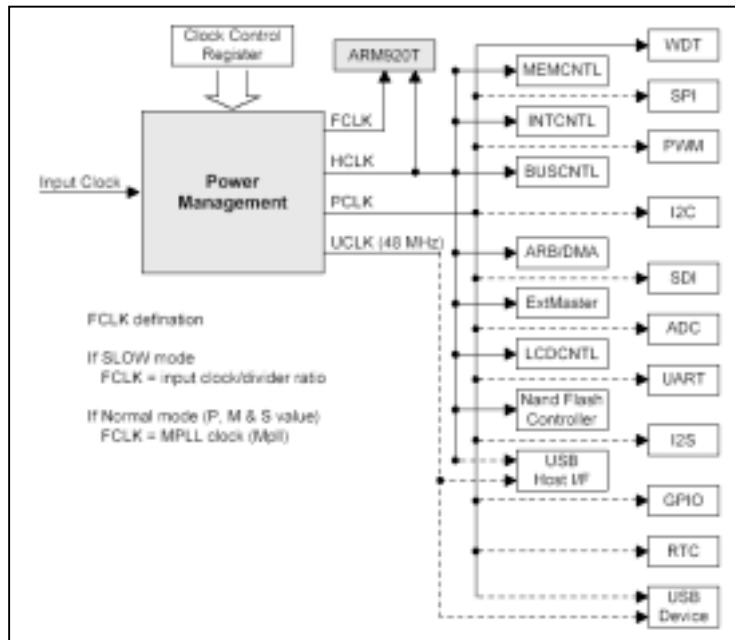 Clock Control
Register
ARM920T
WDT
MEMCNTL
SPI
FCLK
INTCNTL
PWM
HCLK
BUSCNTL
Input Clock
Power
Management
PCLK
I2C
UCLK (48 MHz)
ARB/DMA
SDI
ExtMaster
FCLK defination
ADC
If SLOW mode
FCLK = input clock/divider ratio
LCDCNTL
UART
If Normal mode (P, M & S value)
FCLK = MPLL clock (Mpll)
Nand Flash
Controller
I2S
USB
Host I/F
GPIO
RTC
USB
Device